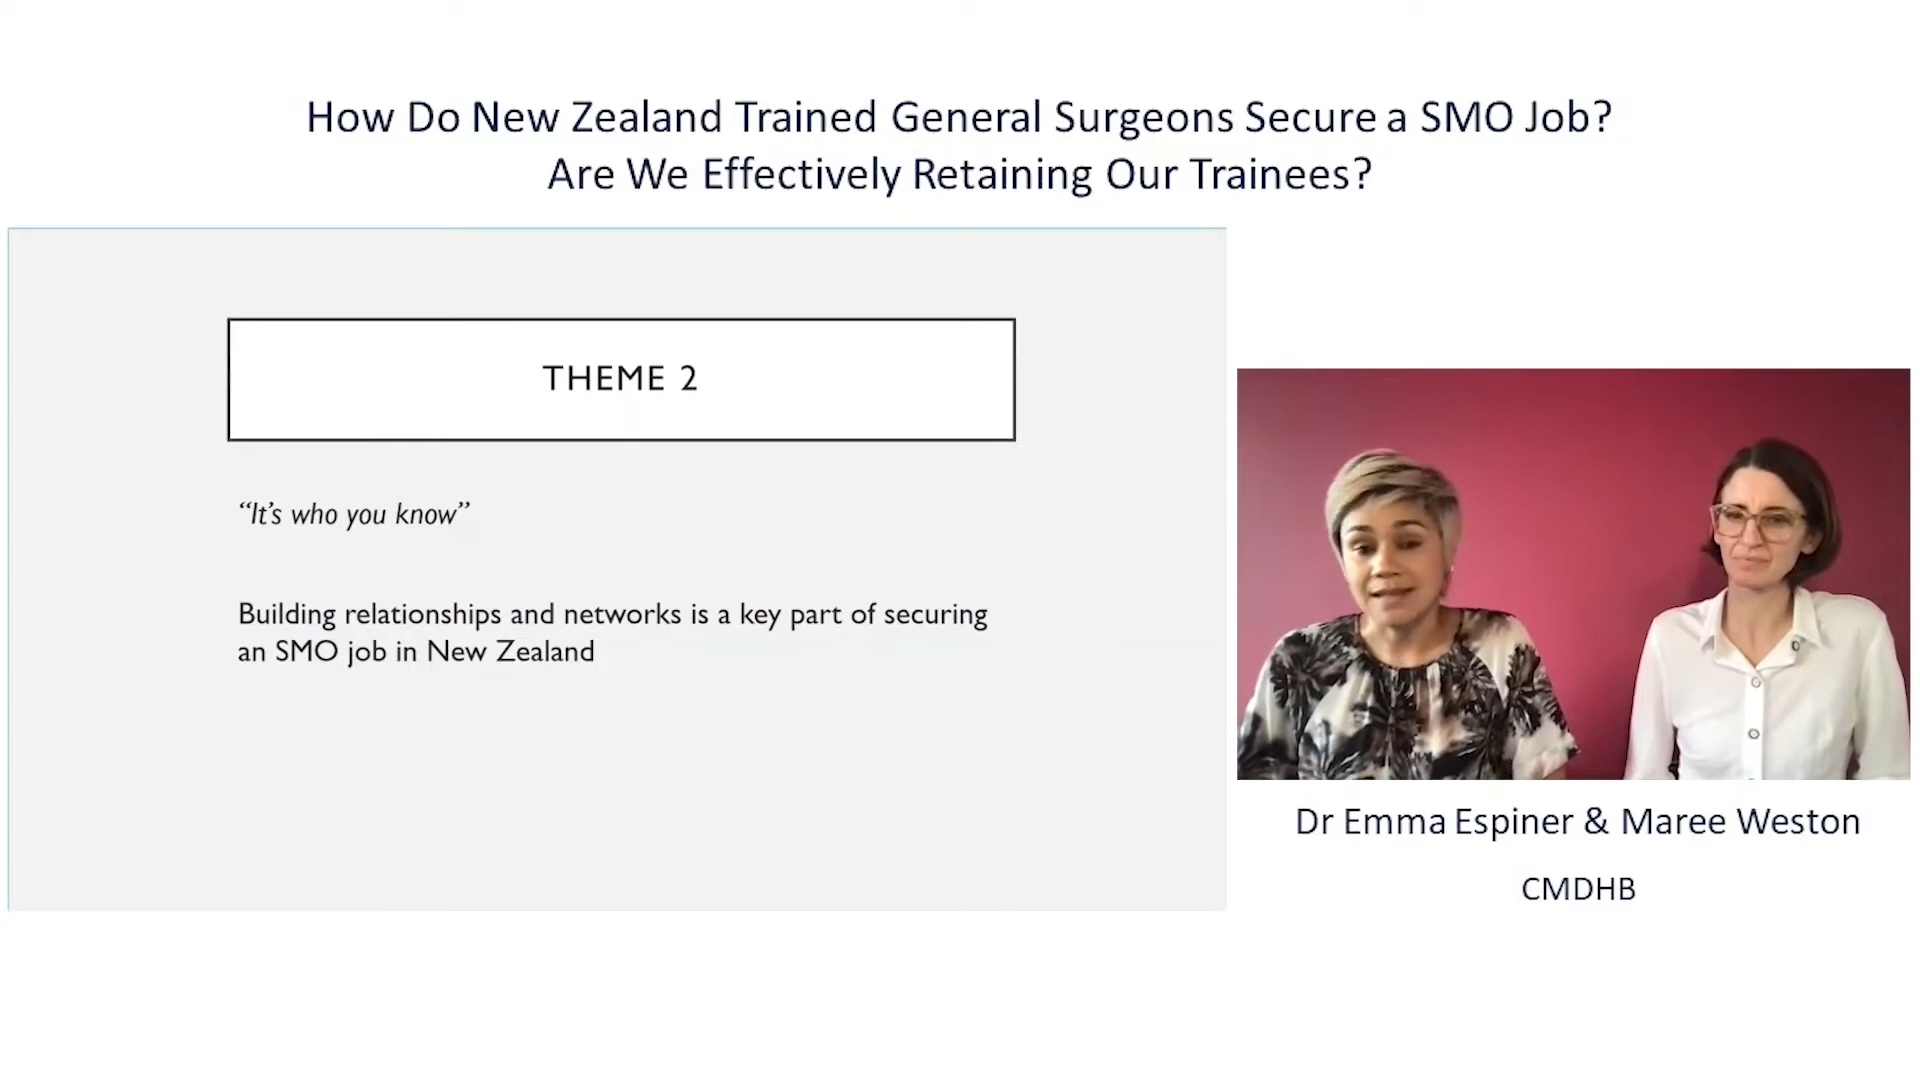 How Do New Zealand Trained General Surgeons Secure a SMO Job?
Are We Effectively Retaining Our Trainees?
THEME 2
“It’s who you know”
Building relationships and networks is a key part of securing
an SMO job in New Zealand
Dr Emma Espiner & Maree Weston
CMDHB